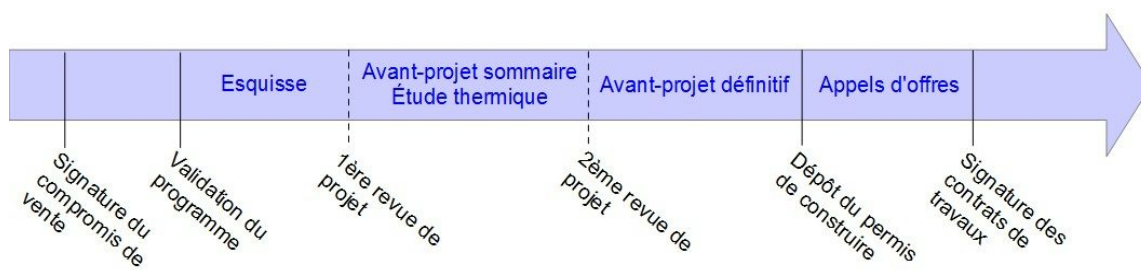 Esquisse
Avant-projet sommaire
Étude thermique
Avant-projet définitif
Appels d'offres
Signature du
compromis de
vente
Validation du
programme
1ère revue de
projet
2ème revue de
projet
Dépôt du permis
de construire
Signature des
contrats de
travaux